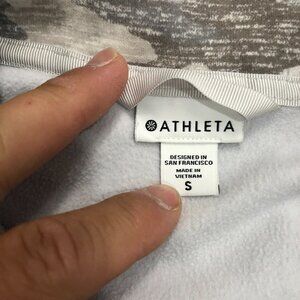 ATHLETA
DESIGNED IN
SAN FRANCISCO
MADE IN
VIETNAM
S